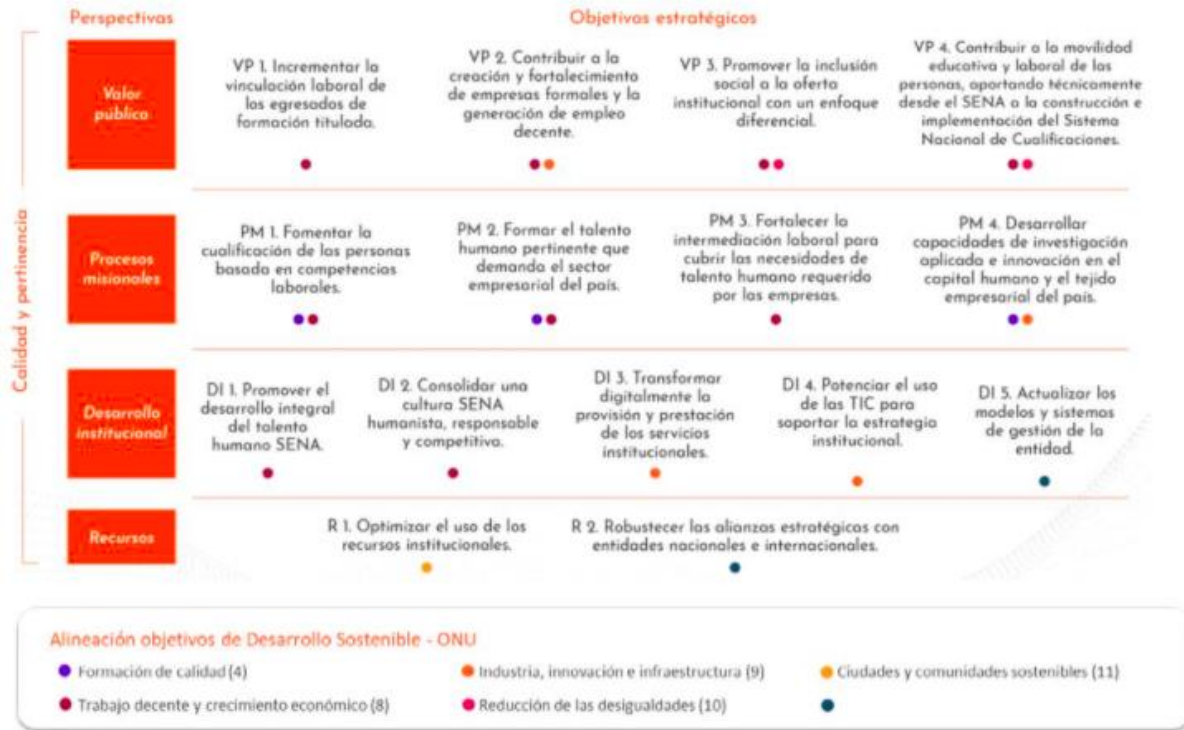 Perspectivas
Objetivos estratégicos
Calidad y pertinencia
Valor
público
VP 1. Incrementar la
vinculación laboral de
los egresados de
formación titulada.
VP 2. Contribuir a la
creación y fortalecimiento
de empresas formales y la
generación de empleo
decente.
VP 3. Promover la inclusión
social a la oferta
institucional con un enfoque
diferencial.
VP 4. Contribuir a la movilidad
educativa y laboral de las
personas, aportando técnicamente
desde el SENA a la construcción e
implementación del Sistema
Nacional de Cualificaciones.
Procesos
misionales
PM 1. Fomentar la
cualificación de las personas
basada en competencias
laborales.
PM 2. Formar el talento
humano pertinente que
demanda el sector
empresarial del país.
PM 3. Fortalecer la
intermediación laboral para
cubrir las necesidades de
talento humano requerido
por las empresas.
PM 4. Desarrollar
capacidades de investigación
aplicada e innovación en el
capital humano y el tejido
empresarial del país.
Desarrollo
institucional
DI 1. Promover el
desarrollo integral
del talento
humano SENA.
DI 2. Consolidar una
cultura SENA
humanista, responsable
y competitiva.
DI 3. Transformar
digitalmente la
provisión y prestación
de los servicios
institucionales.
DI 4. Potenciar el uso
de las TIC para
soportar la estrategia
institucional.
DI 5. Actualizar los
modelos y sistemas
de gestión de la
entidad.
Recursos
R 1. Optimizar el uso de los
recursos institucionales.
R 2. Robustecer las alianzas estratégicas con
entidades nacionales e internacionales.
Alineación objetivos de Desarrollo Sostenible - ONU
Formación de calidad (4)
Industria, innovación e infraestructura (9)
Ciudades y comunidades sostenibles (11)
Trabajo decente y crecimiento económico (8)
Reducción de las desigualdades (10)